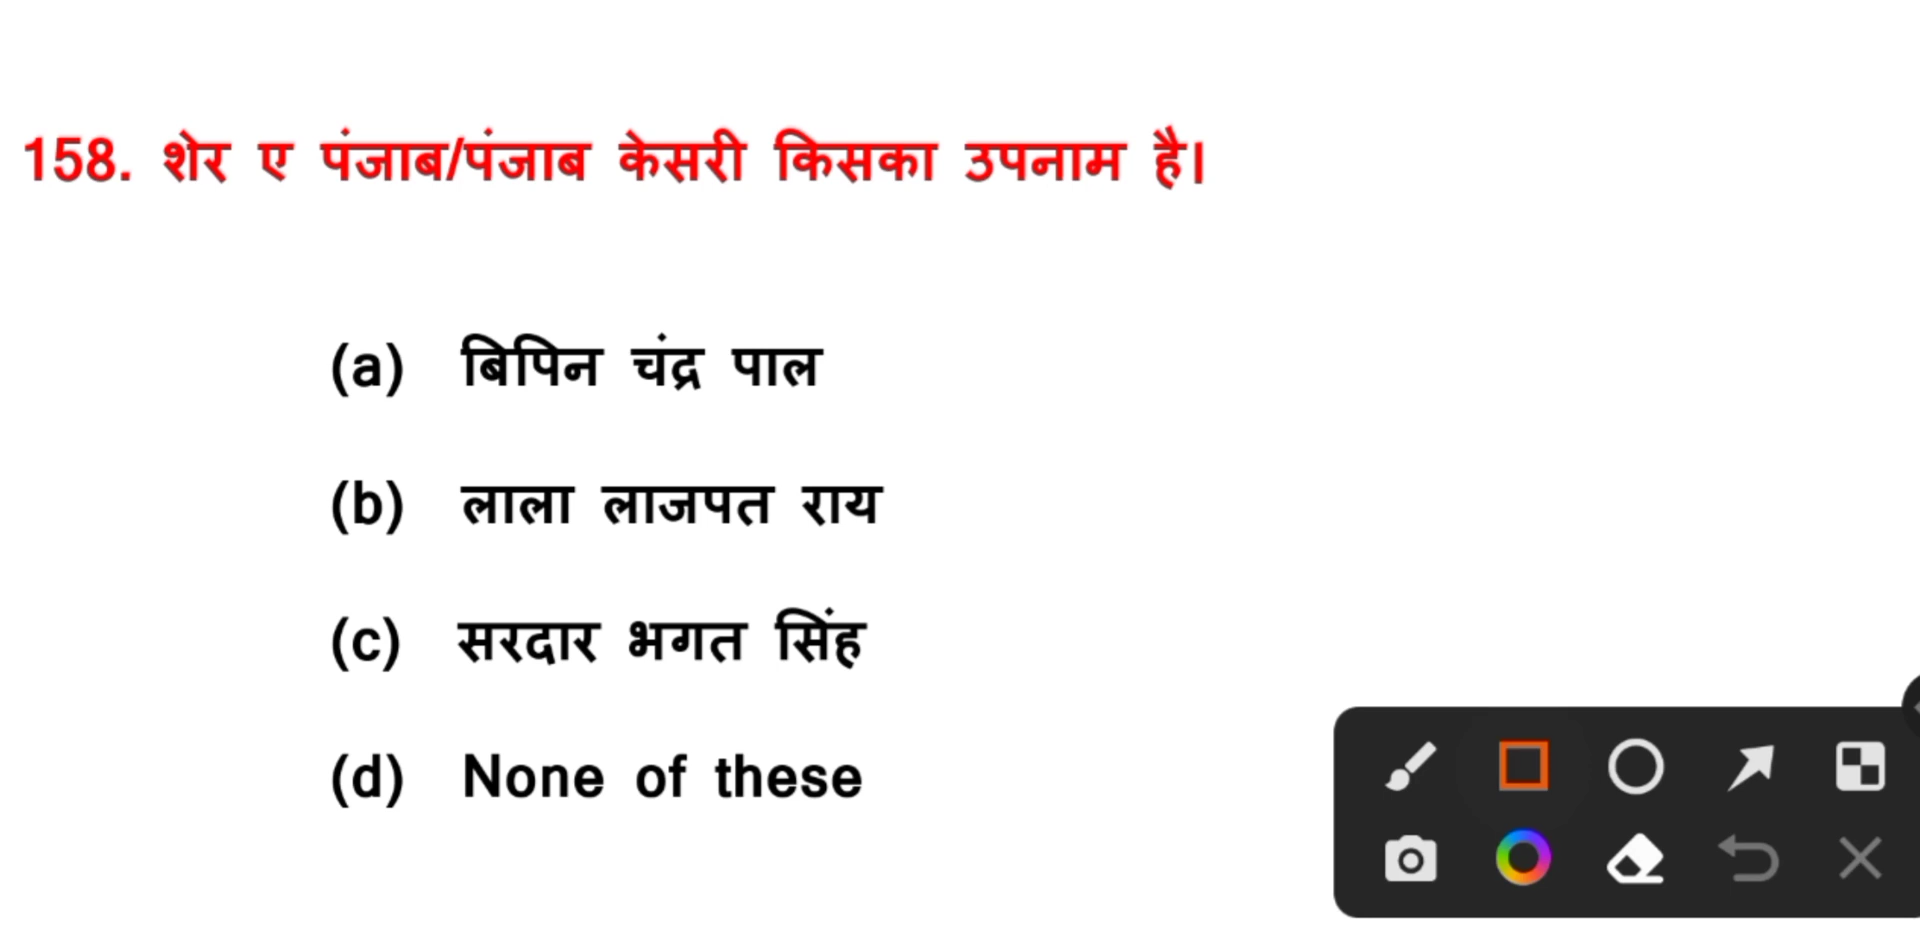 158. शेर ए पंजाब/पंजाब केसरी किसका उपनाम है।
(a) बिपिन चंद्र पाल
(b) लाला लाजपत राय
(c) सरदार भगत सिंह
(d) None of these